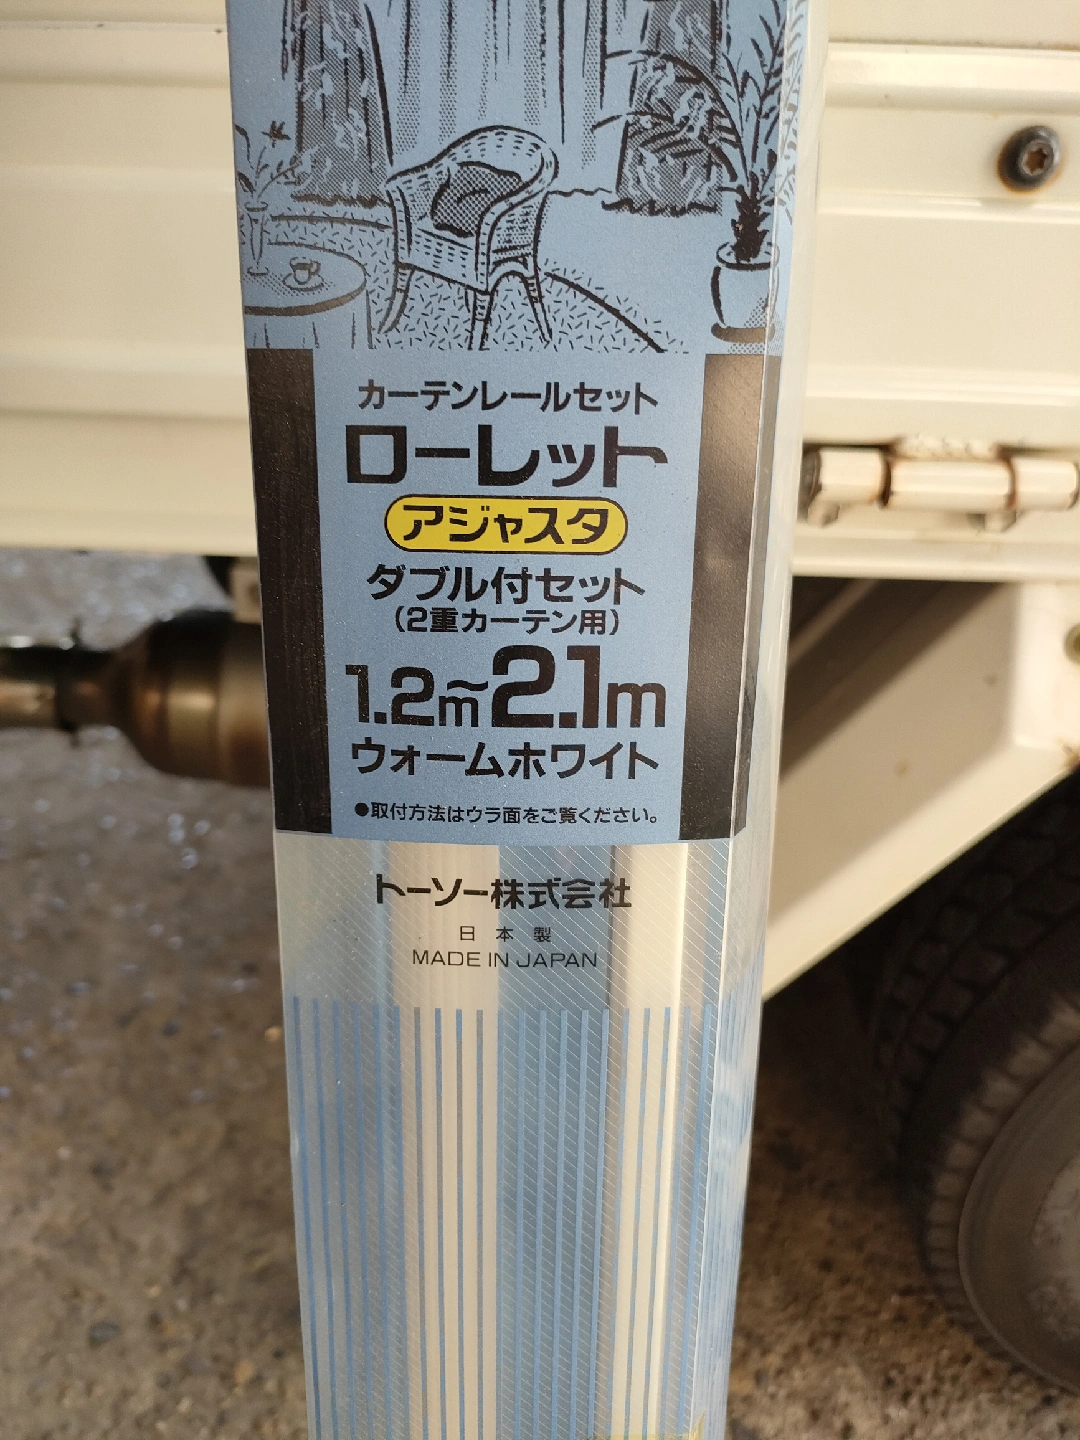 カーテンレールセット
ローレット
アジャスタ
ダブル付セット
(2重カーテン用)
1.2m~2.1m
ウォームホワイト
●取付方法はウラ面をご覧ください。
トーソー株式会社
日本製
MADE IN JAPAN